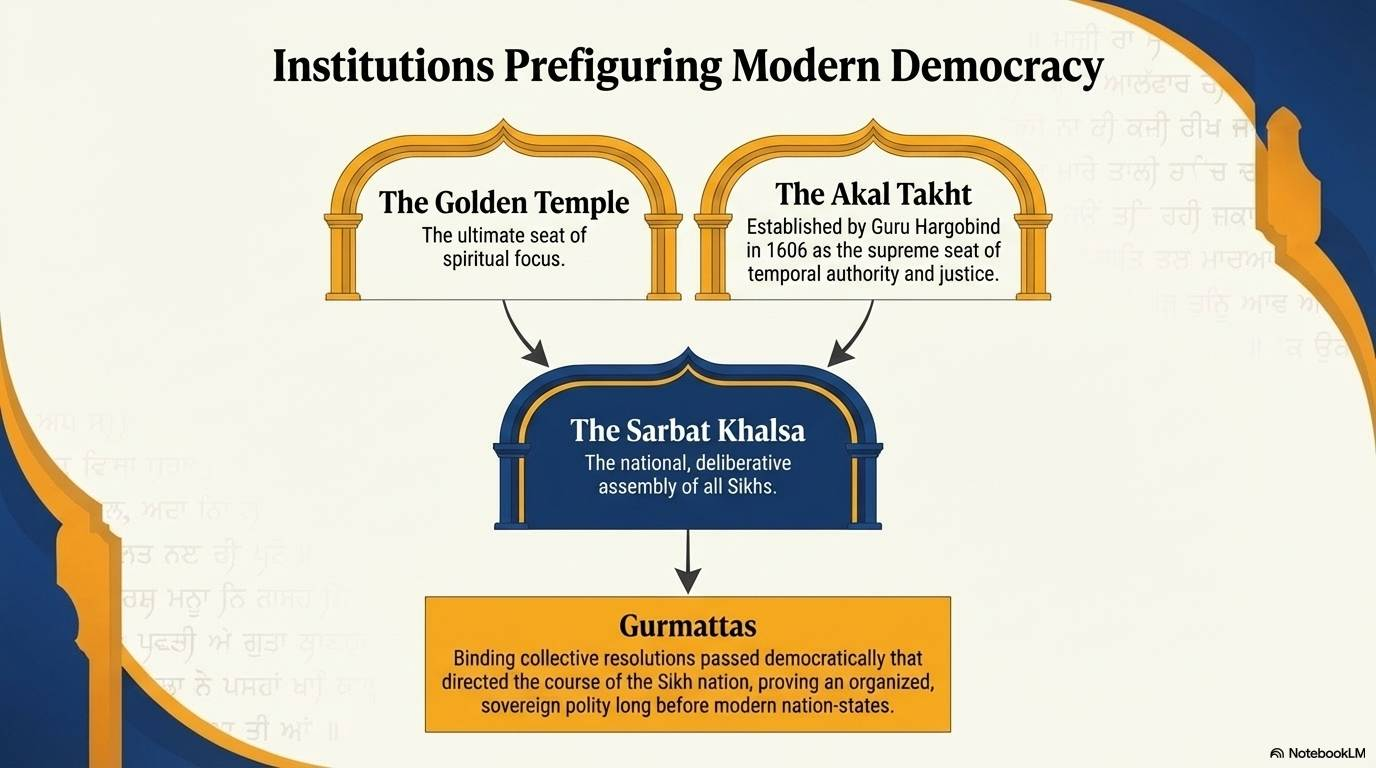 Institutions Prefiguring Modern Democracy
The Golden Temple
The ultimate seat of
spiritual focus.
The Akal Takht
Established by Guru Hargobind
in 1606 as the supreme seat of
temporal authority and justice.
The Sarbat Khalsa
The national, deliberative
assembly of all Sikhs.
Gurmattas
Binding collective resolutions passed democratically that
directed the course of the Sikh nation, proving an organized,
sovereign polity long before modern nation-states.
NotebookLM